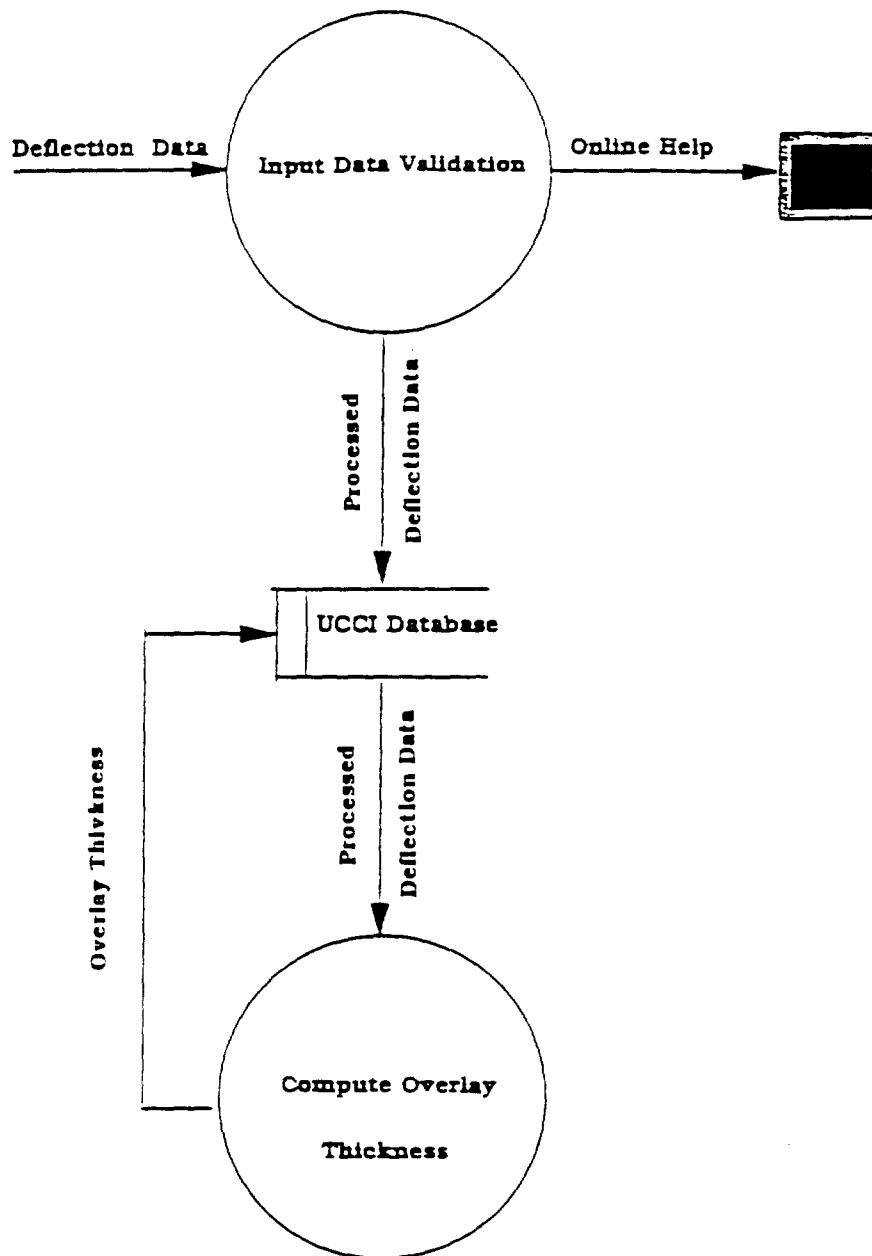 Deflection Data
Input Data Validation
Online Help
Processed
Deflection Data
UCCI Database
Processed
Deflection Data
Overlay Thivkness
Compute Overlay
Thickness